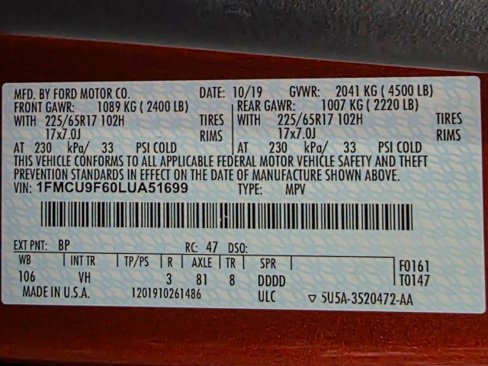 MFD. BY FORD MOTOR CO. DATE: 10/19 GVWR: 2041 KG (4500 LB)
FRONT GAWR: 1089 KG (2400 LB) REAR GAWR: 1007 KG (2220 LB)
WITH 225/65R17 102H TIRES WITH 225/65R17 102H TIRES
17x7.0J RIMS 17x7.0J RIMS
AT 230 kPa/ 33 PSI COLD AT 230 kPa/ 33 PSI COLD
THIS VEHICLE CONFORMS TO ALL APPLICABLE FEDERAL MOTOR VEHICLE SAFETY AND THEFT
PREVENTION STANDARDS IN EFFECT ON THE DATE OF MANUFACTURE SHOWN ABOVE.
VIN: 1FMCU9F60LUA51699 TYPE: MPV
EXT PNT: BP RC: 47 DSO:
WB INT TR TP/PS R AXLE TR SPR F0161
106 VH 3 81 8 DDDD T0147
MADE IN U.S.A. 1201910261486 ULC ▽ 5U5A-3520472-AA